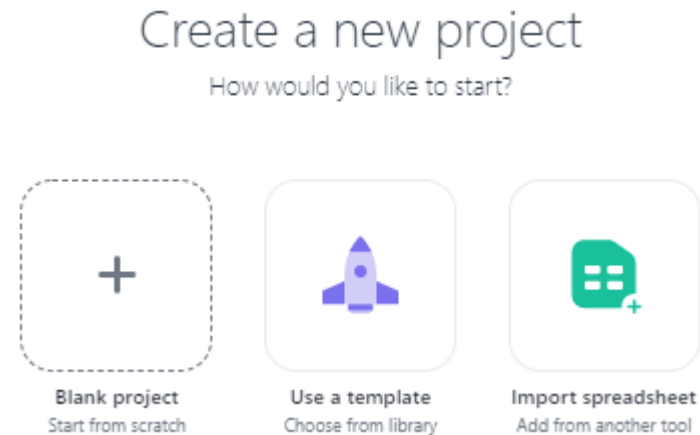 Create a new project
How would you like to start?
Blank project
Start from scratch
Use a template
Choose from library
Import spreadsheet
Add from another tool